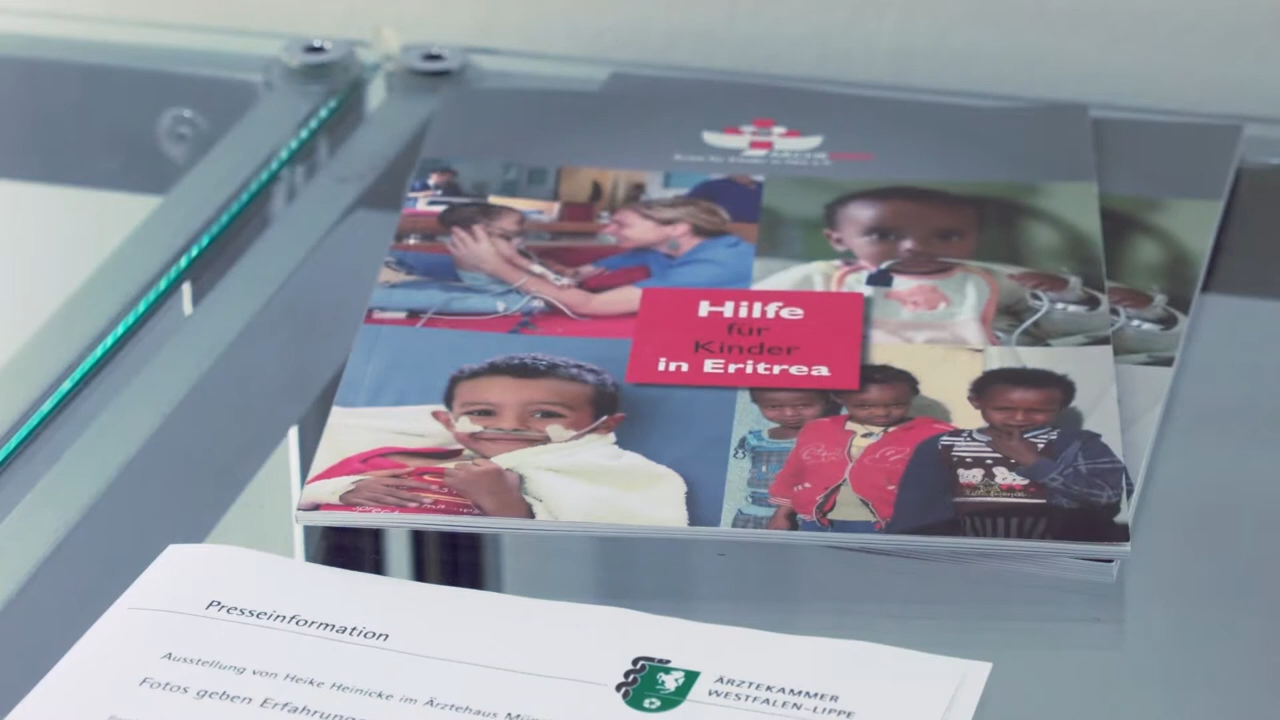 Hilfe
für
Kinder
in Eritrea
Presseinformation
Ausstellung von Heike Heinicke im Ärztehaus
Fotos geben
ÄRZTEKAMMER
WESTFALEN-LIPPE